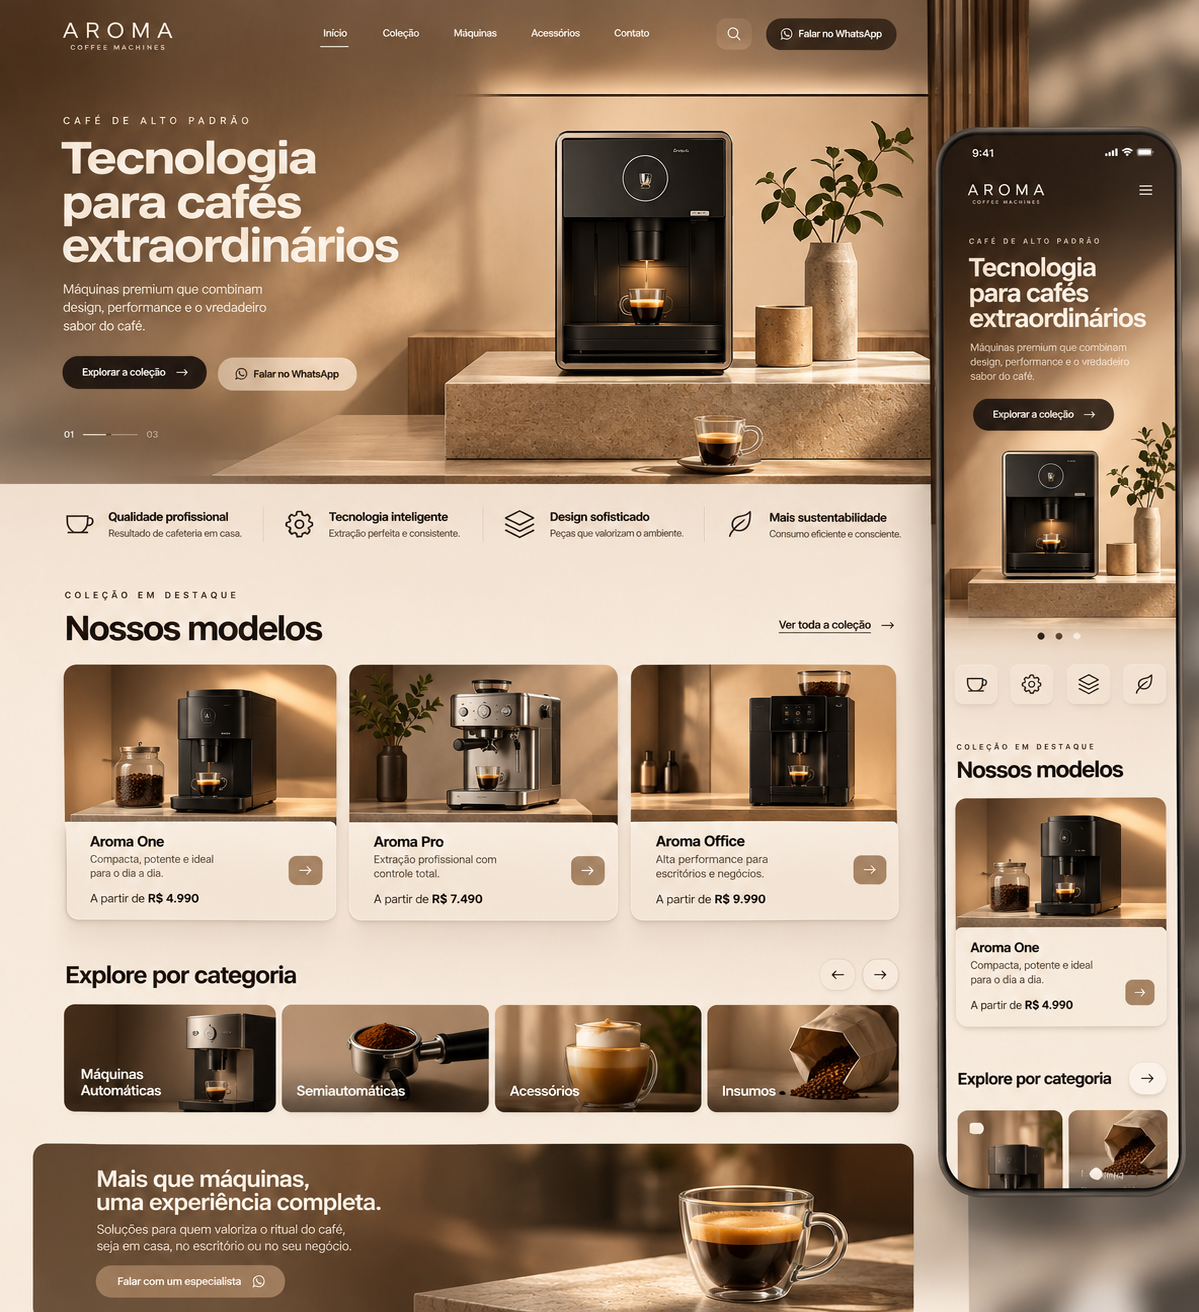 AROMA
COFFEE MACHINES
Início
Coleção
Máquinas
Acessórios
Contato
Falar no WhatsApp
CAFÉ DE ALTO PADRÃO
Tecnologia
para cafés
extraordinários
Máquinas premium que combinam
design, performance e o vredadeiro
sabor do café.
Explorar a coleção
Falar no WhatsApp
01
03
Qualidade profissional
Resultado de cafeteria em casa.
Tecnologia inteligente
Extração perfeita e consistente.
Design sofisticado
Peças que valorizam o ambiente.
Mais sustentabilidade
Consumo eficiente e consciente.
COLEÇÃO EM DESTAQUE
Nossos modelos
Ver toda a coleção
Aroma One
Compacta, potente e ideal
para o dia a dia.
A partir de R$ 4.990
Aroma Pro
Extração profissional com
controle total.
A partir de R$ 7.490
Aroma Office
Alta performance para
escritórios e negócios.
A partir de R$ 9.990
Explore por categoria
Máquinas
Automáticas
Semiautomáticas
Acessórios
Insumos
Mais que máquinas,
uma experiência completa.
Soluções para quem valoriza o ritual do café,
seja em casa, no escritório ou no seu negócio.
Falar com um especialista
9:41
AROMA
COFFEE MACHINES
CAFÉ DE ALTO PADRÃO
Tecnologia
para cafés
extraordinários
Máquinas premium que combinam
design, performance e o vredadeiro
sabor do café.
Explorar a coleção
COLEÇÃO EM DESTAQUE
Nossos modelos
Aroma One
Compacta, potente e ideal
para o dia a dia.
A partir de R$ 4.990
Explore por categoria